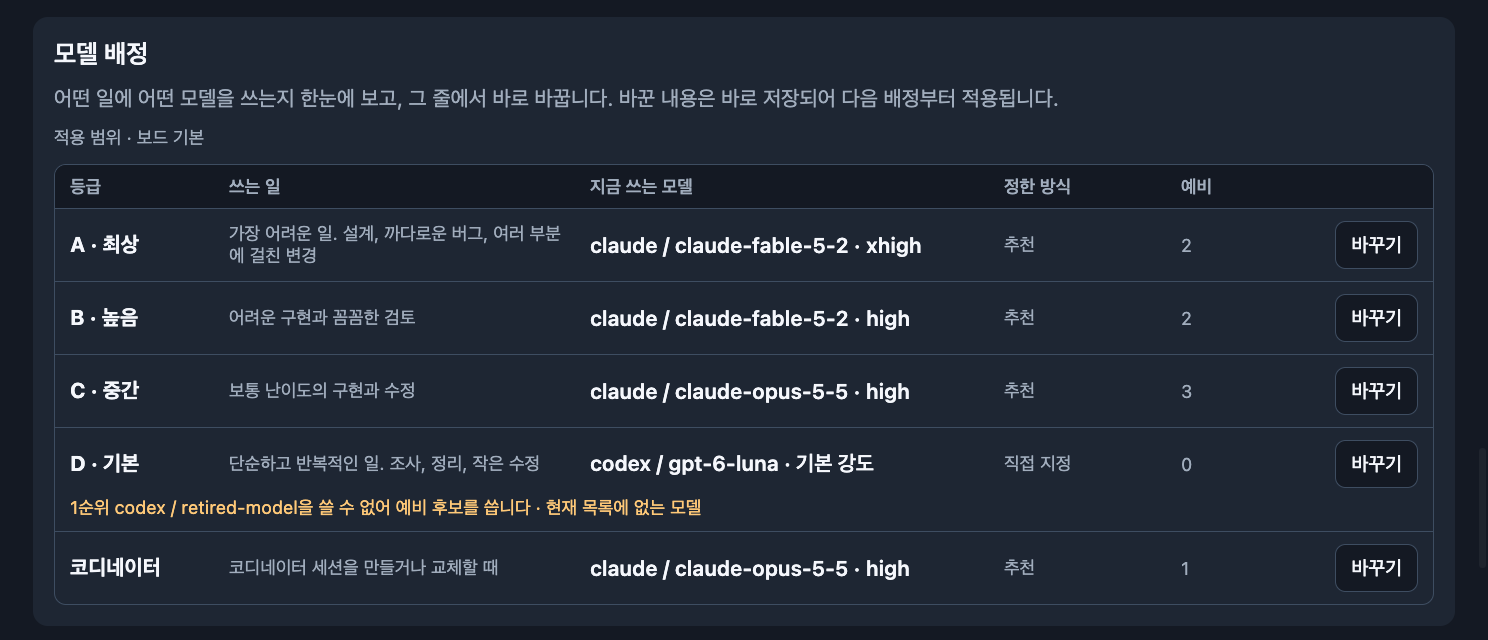 모델 배정
어떤 일에 어떤 모델을 쓰는지 한눈에 보고, 그 줄에서 바로 바꿉니다. 바꾼 내용은 바로 저장되어 다음 배정부터 적용됩니다.
적용 범위 · 보드 기본
등급 쓰는 일 지금 쓰는 모델 정한 방식 예비
A · 최상 가장 어려운 일. 설계, 까다로운 버그, 여러 부분
에 걸친 변경 claude / claude-fable-5-2 · xhigh 추천 2 바꾸기
B · 높음 어려운 구현과 꼼꼼한 검토 claude / claude-fable-5-2 · high 추천 2 바꾸기
C · 중간 보통 난이도의 구현과 수정 claude / claude-opus-5-5 · high 추천 3 바꾸기
D · 기본 단순하고 반복적인 일. 조사, 정리, 작은 수정 codex / gpt-6-luna · 기본 강도 직접 지정 0 바꾸기
1순위 codex / retired-model을 쓸 수 없어 예비 후보를 씁니다 · 현재 목록에 없는 모델
코디네이터 코디네이터 세션을 만들거나 교체할 때 claude / claude-opus-5-5 · high 추천 1 바꾸기